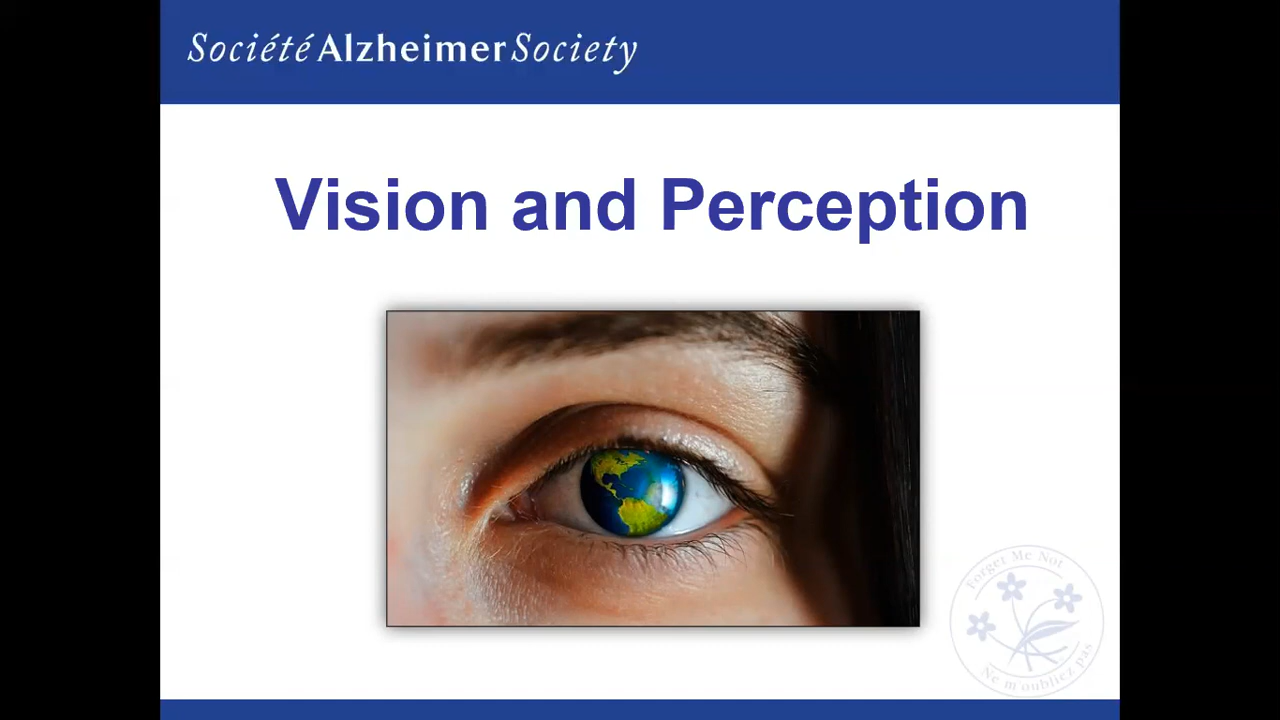 Société Alzheimer Society
Vision and Perception
Forget Me Not
Ne m'oubliez pas